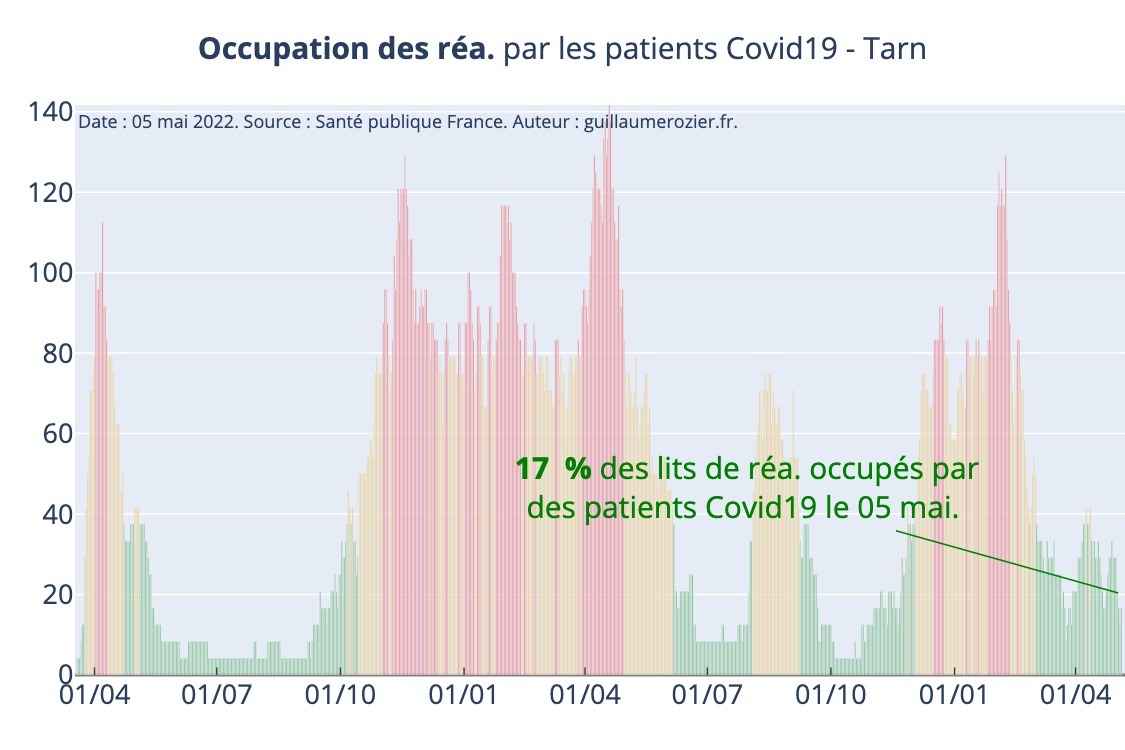 Occupation des réa. par les patients Covid19 - Tarn
140
Date : 05 mai 2022. Source : Santé publique France. Auteur : guillaumerozier.fr.
120
100
80
60
17 % des lits de réa. occupés par
des patients Covid19 le 05 mai.
40
20
0
01/04 01/07 01/10 01/01 01/04 01/07 01/10 01/01 01/04